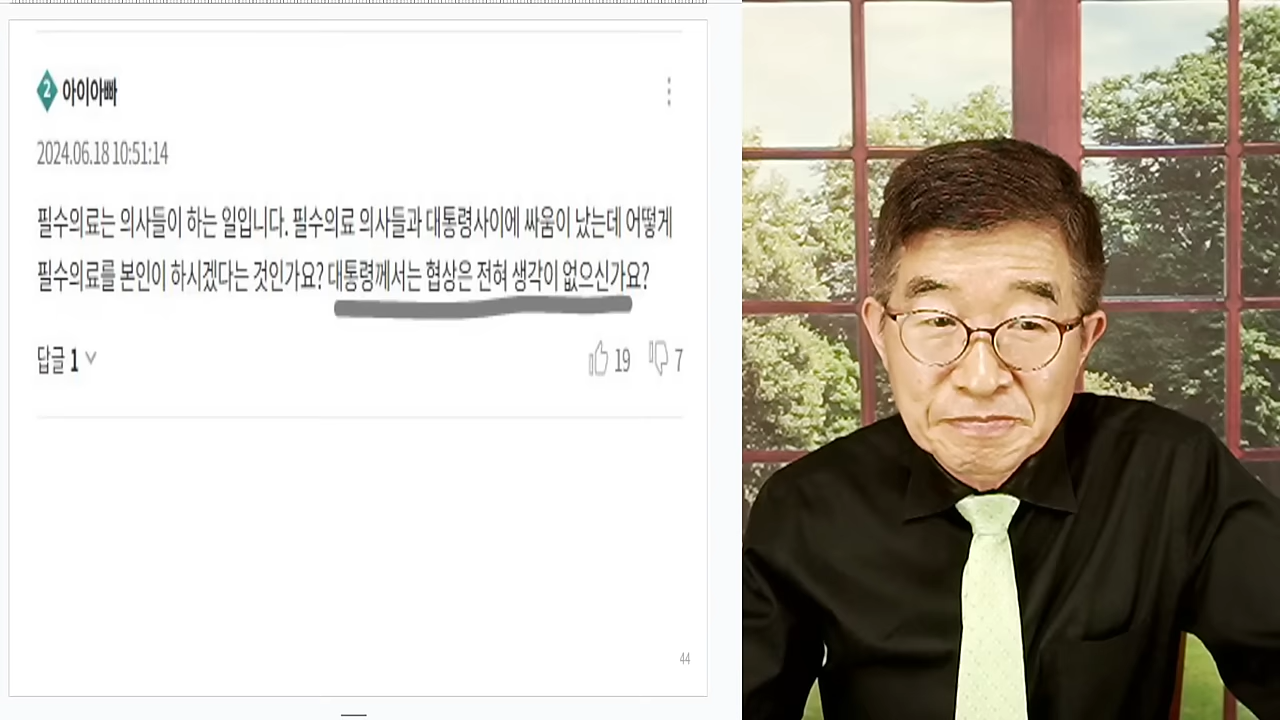 2 아이아빠
2024.06.18 10:51:14
필수의료는 의사들이 하는 일입니다. 필수의료 의사들과 대통령사이에 싸움이 났는데 어떻게
필수의료를 본인이 하시겠다는 것인가요? 대통령께서는 협상은 전혀 생각이 없으신가요?
답글 1
19 7
44